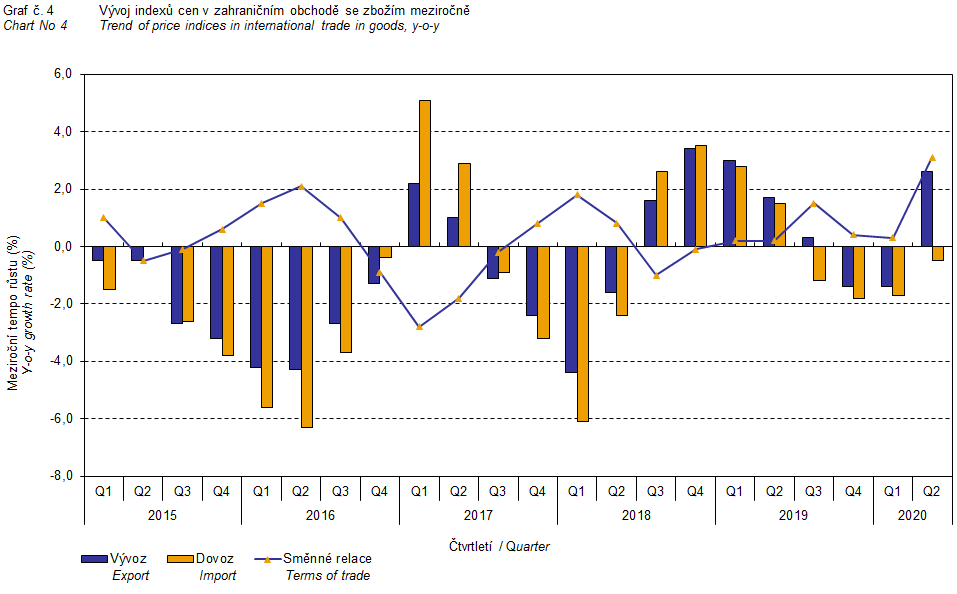 Graf č. 4 Vývoj indexů cen v zahraničním obchodě se zbožím meziročně
Chart No 4 Trend of price indices in international trade in goods, y-o-y
6,0
4,0
2,0
0,0
-2,0
-4,0
-6,0
-8,0
Meziroční tempo růstu (%)
Y-o-y growth rate (%)
Q1 Q2 Q3 Q4 Q1 Q2 Q3 Q4 Q1 Q2 Q3 Q4 Q1 Q2 Q3 Q4 Q1 Q2 Q3 Q4 Q1 Q2
2015 2016 2017 2018 2019 2020
Čtvrtletí / Quarter
Vývoz Dovoz Směnné relace
Export Import Terms of trade